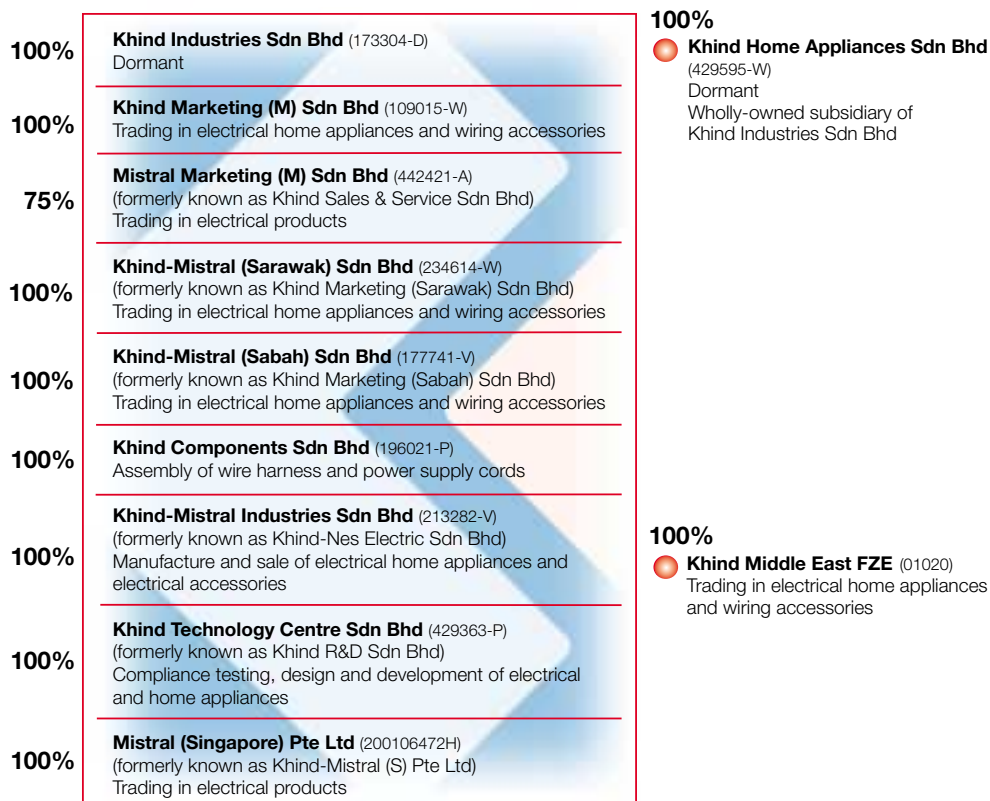 100%
Khind Industries Sdn Bhd (173304-D)
Dormant
100%
Khind Marketing (M) Sdn Bhd (109015-W)
Trading in electrical home appliances and wiring accessories
75%
Mistral Marketing (M) Sdn Bhd (442421-A)
(formerly known as Khind Sales & Service Sdn Bhd)
Trading in electrical products
100%
Khind-Mistral (Sarawak) Sdn Bhd (234614-W)
(formerly known as Khind Marketing (Sarawak) Sdn Bhd)
Trading in electrical home appliances and wiring accessories
100%
Khind-Mistral (Sabah) Sdn Bhd (177741-V)
(formerly known as Khind Marketing (Sabah) Sdn Bhd)
Trading in electrical home appliances and wiring accessories
100%
Khind Components Sdn Bhd (196021-P)
Assembly of wire harness and power supply cords
100%
Khind-Mistral Industries Sdn Bhd (213282-V)
(formerly known as Khind-Nes Electric Sdn Bhd)
Manufacture and sale of electrical home appliances and
electrical accessories
100%
Khind Technology Centre Sdn Bhd (429363-P)
(formerly known as Khind R&D Sdn Bhd)
Compliance testing, design and development of electrical
and home appliances
100%
Mistral (Singapore) Pte Ltd (200106472H)
(formerly known as Khind-Mistral (S) Pte Ltd)
Trading in electrical products
100%
Khind Home Appliances Sdn Bhd
(429595-W)
Dormant
Wholly-owned subsidiary of
Khind Industries Sdn Bhd
100%
Khind Middle East FZE (01020)
Trading in electrical home appliances
and wiring accessories